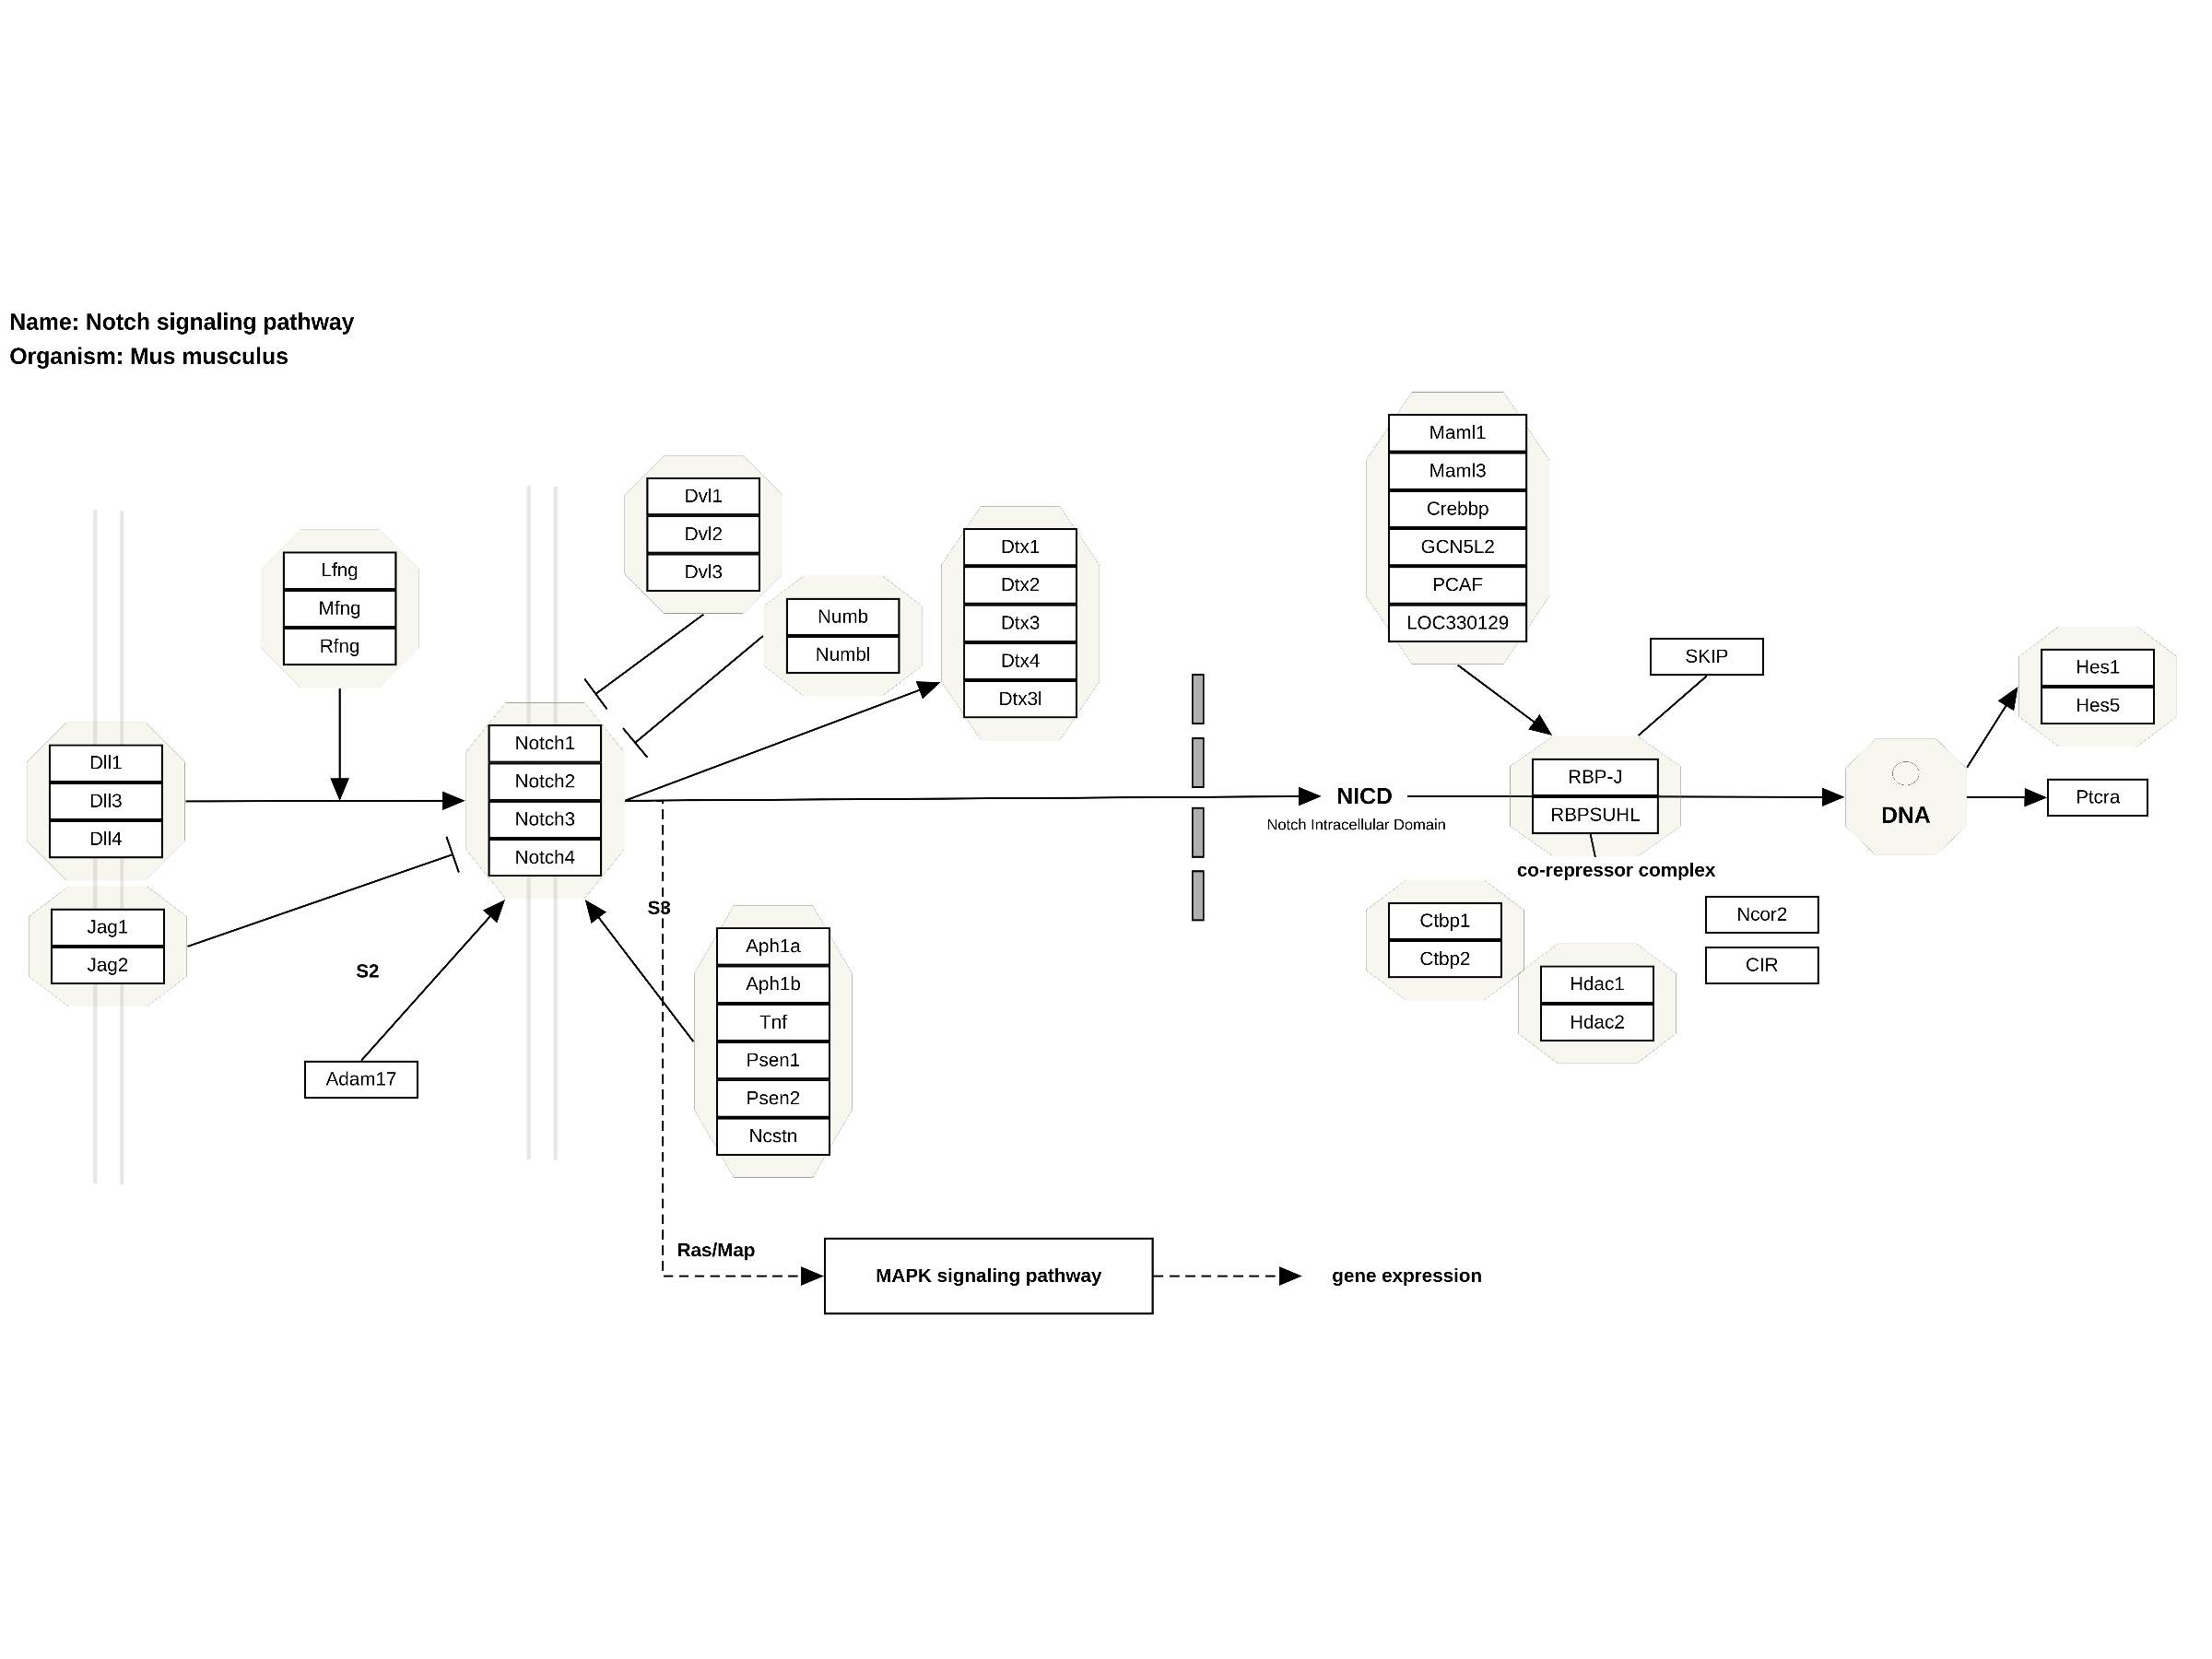 Name: Notch signaling pathway
Organism: Mus musculus
Dll1
Dll3
Dll4
Jag1
Jag2
Lfng
Mfng
Rfng
S2
Adam17
Notch1
Notch2
Notch3
Notch4
Dvl1
Dvl2
Dvl3
Numb
Numbl
Dtx1
Dtx2
Dtx3
Dtx4
Dtx3l
S3
Aph1a
Aph1b
Tnf
Psen1
Psen2
Ncstn
Ras/Map
MAPK signaling pathway
gene expression
NICD
Notch Intracellular Domain
Maml1
Maml3
Crebbp
GCN5L2
PCAF
LOC330129
SKIP
RBP-J
RBPSUHL
co-repressor complex
Ctbp1
Ctbp2
Hdac1
Hdac2
Ncor2
CIR
DNA
Hes1
Hes5
Ptcra